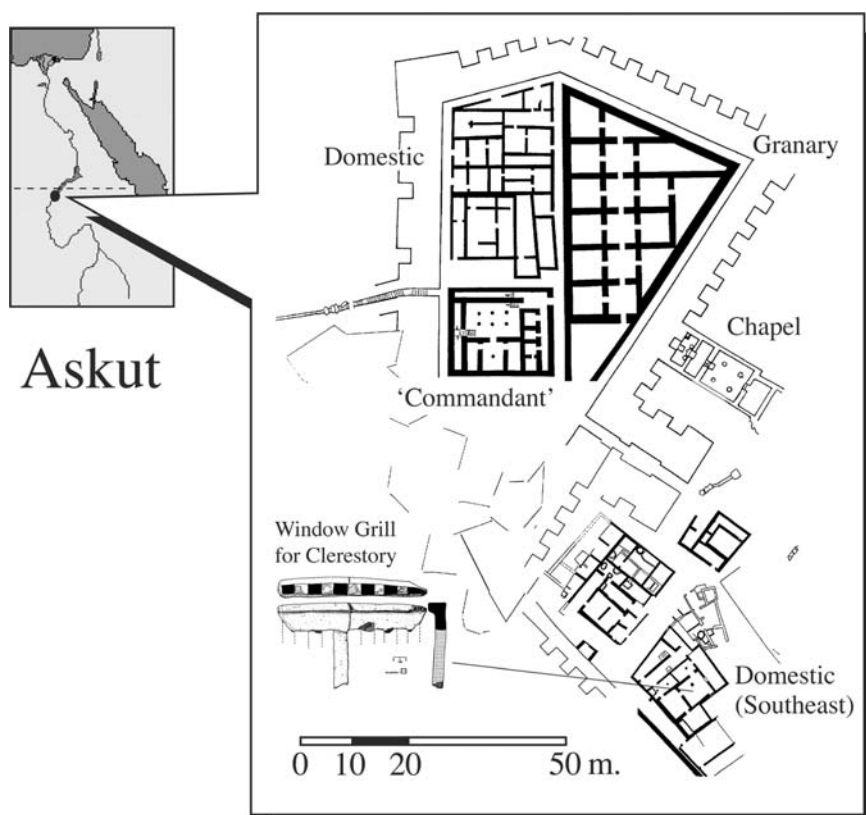 Domestic
Granary
Askut
Chapel
‘Commandant’
Window Grill
for Clerestory
Domestic
(Southeast)
0 10 20 50 m.